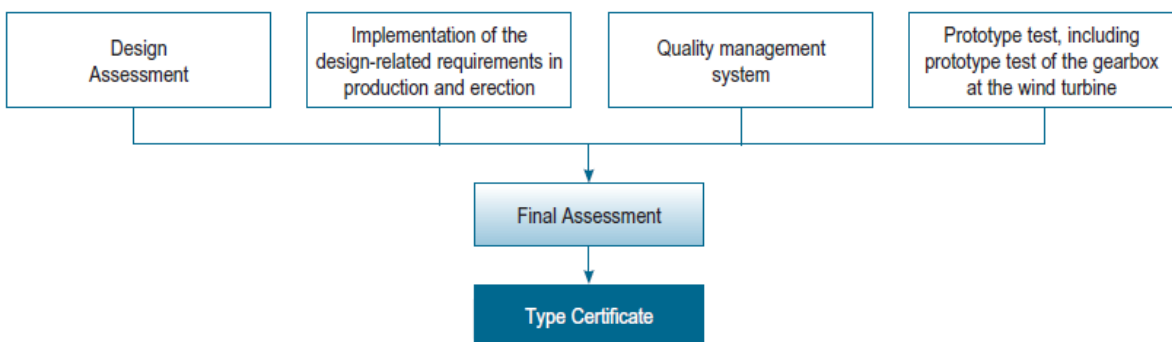 Design
Assessment
Implementation of the
design-related requirements in
production and erection
Quality management
system
Prototype test, including
prototype test of the gearbox
at the wind turbine
Final Assessment
Type Certificate